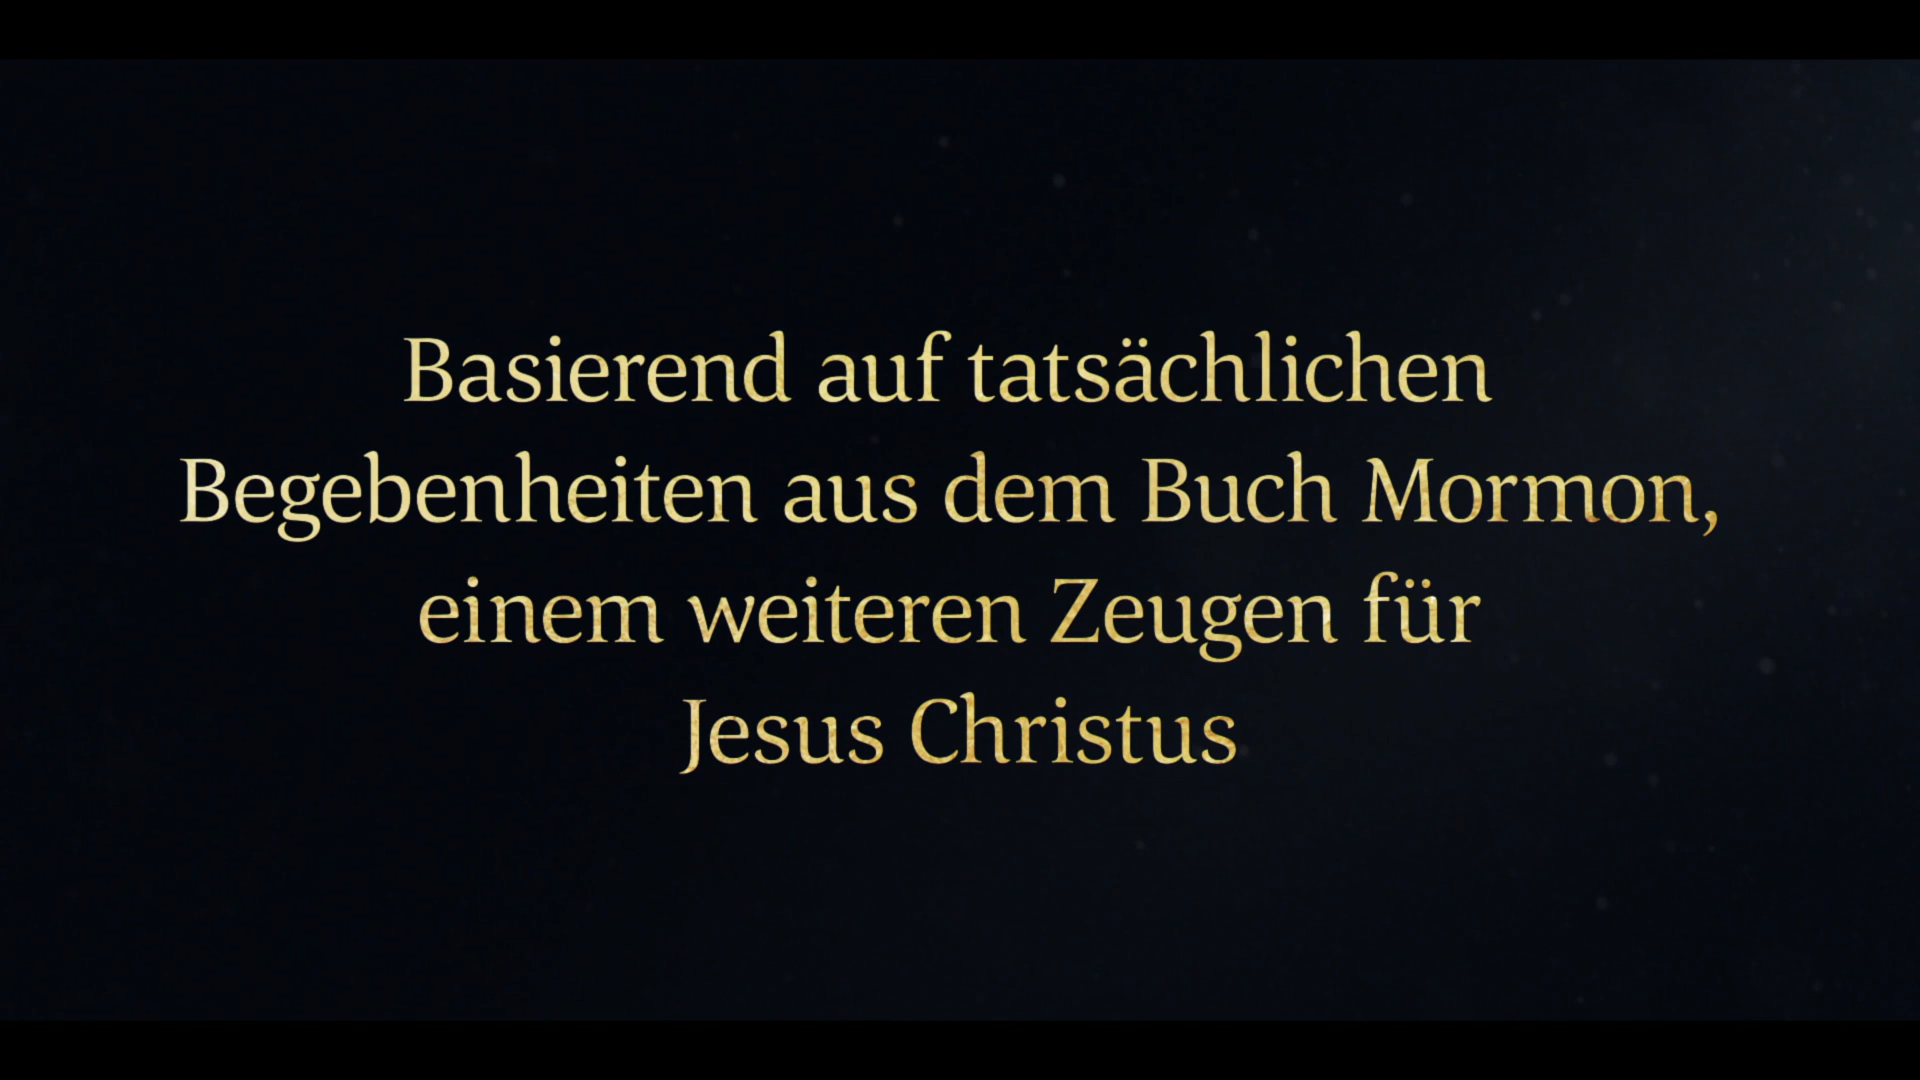 Basierend auf tatsächlichen
Begebenheiten aus dem Buch Mormon,
einem weiteren Zeugen für
Jesus Christus